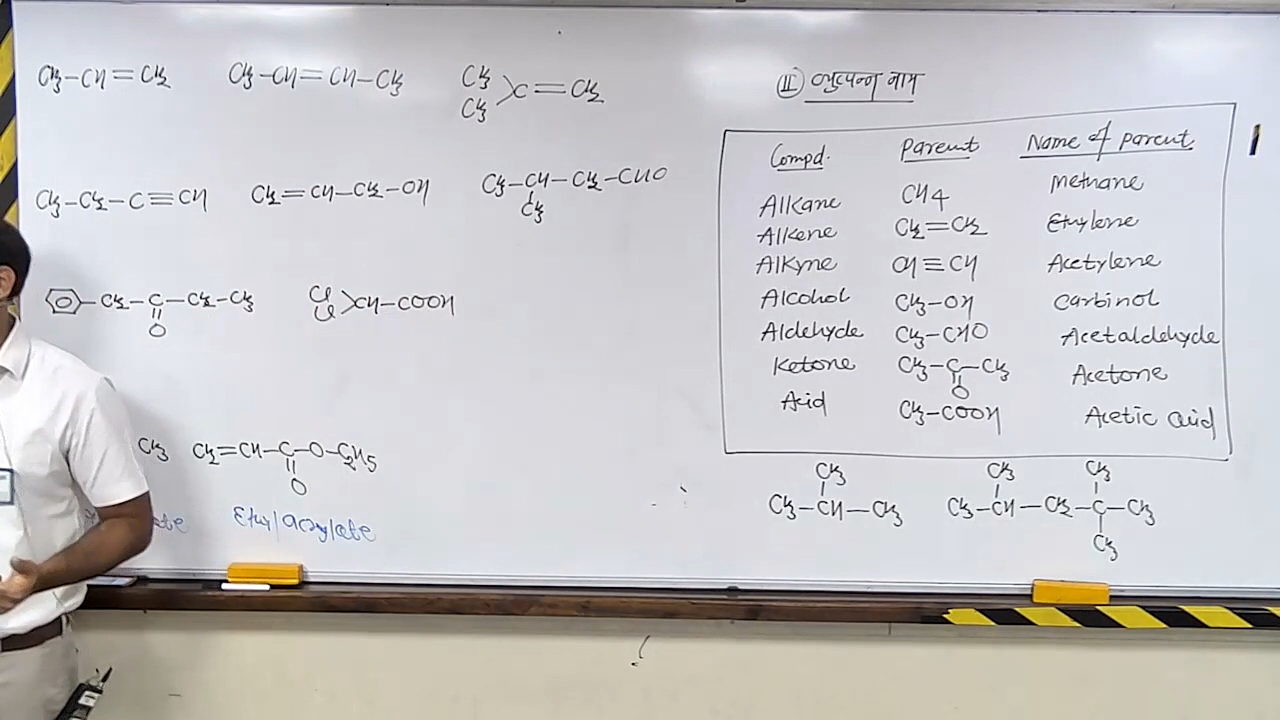 CH3-CH=CH2 CH3-CH=CH-CH3 CH3 CH3 >C=CH2
CH3-CH2-C≡CH CH2=CH-CH2-OH CH3-CH-CH2-CHO
CH3
-CH2-C-CH2-CH3 Cl Cl >CH-COOH
O
CH3 CH2=CH-C-O-C2H5
O
ate Ethyl acrylate
II व्युत्पन्न नाम
Compd. Parent Name of parent
Alkane CH4 Methane
Alkene CH2=CH2 Ethylene
Alkyne CH≡CH Acetylene
Alcohol CH3-OH Carbinol
Aldehyde CH3-CHO Acetaldehyde
Ketone CH3-C-CH3 Acetone
O
Acid CH3-COOH Acetic acid
CH3 CH3 CH3
CH3-CH-CH3 CH3-CH-CH2-C-CH3
CH3